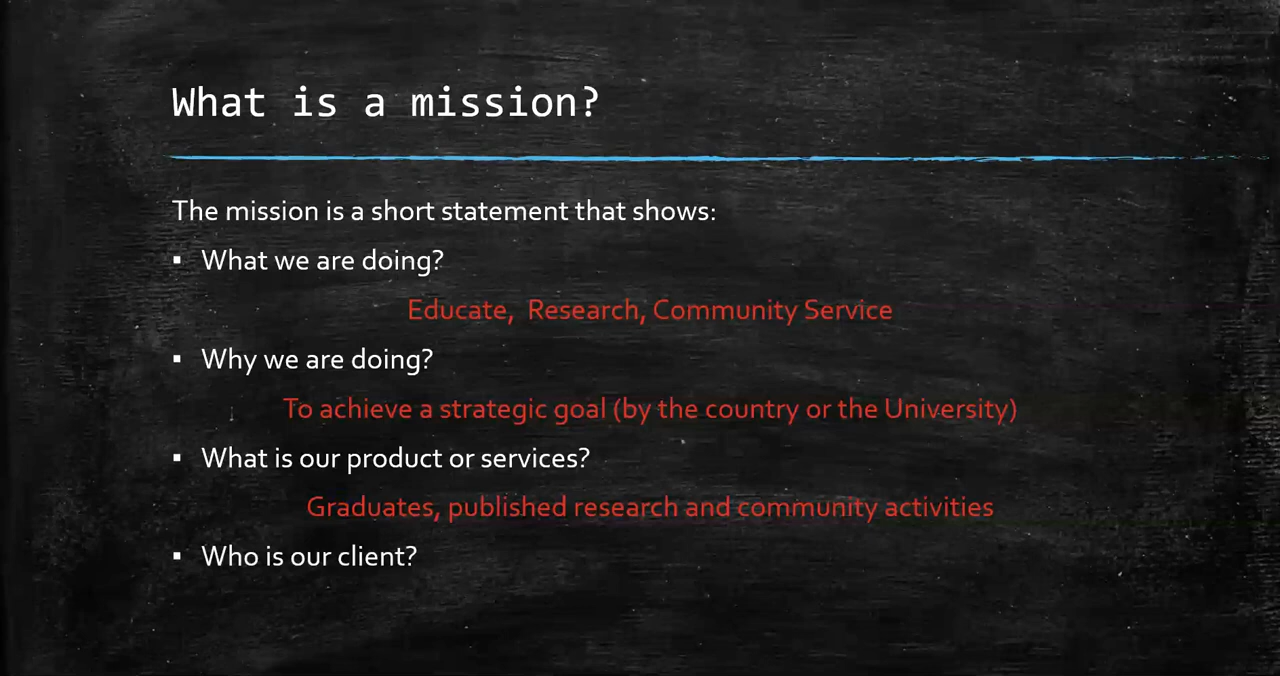 What is a mission?
The mission is a short statement that shows:
▪ What we are doing?
Educate, Research, Community Service
▪ Why we are doing?
To achieve a strategic goal (by the country or the University)
▪ What is our product or services?
Graduates, published research and community activities
▪ Who is our client?